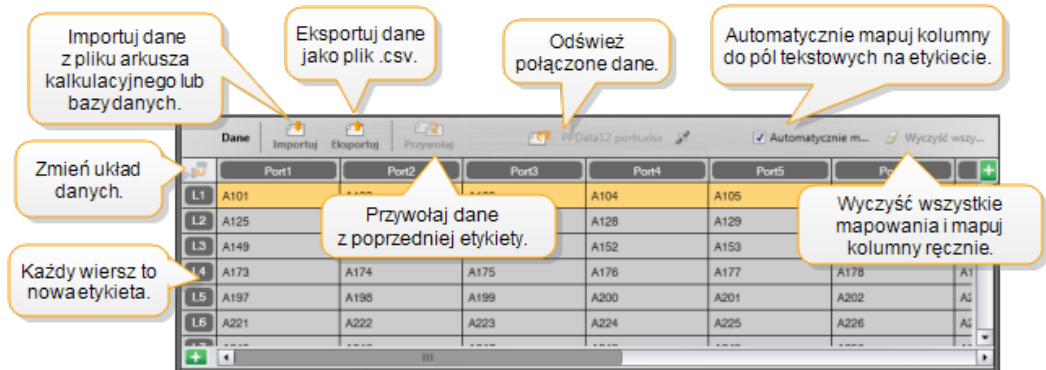 Importuj dane
z pliku arkusza
kalkulacyjnego lub
bazy danych.
Eksportuj dane
jako plik .csv.
Odśwież
połączone dane.
Automatycznie mapuj kolumny
do pól tekstowych na etykiecie.
Dane Importuj Eksportuj Przywołaj PPData12 ports.xlsx Automatycznie m... Wyczyść wszy...
Zmień układ
danych.
Port1 Port2 Port3 Port4 Port5
L1 A101 A104 A105
Przywołaj dane
z poprzedniej etykiety.
Wyczyść wszystkie
mapowania i mapuj
kolumny ręcznie.
L2 A125 A128 A129
L3 A149 A152 A153
Każdy wiersz to
nowa etykieta.
L4 A173 A174 A175 A176 A177 A178 A1
L5 A197 A198 A199 A200 A201 A202
L6 A221 A222 A223 A224 A225 A226